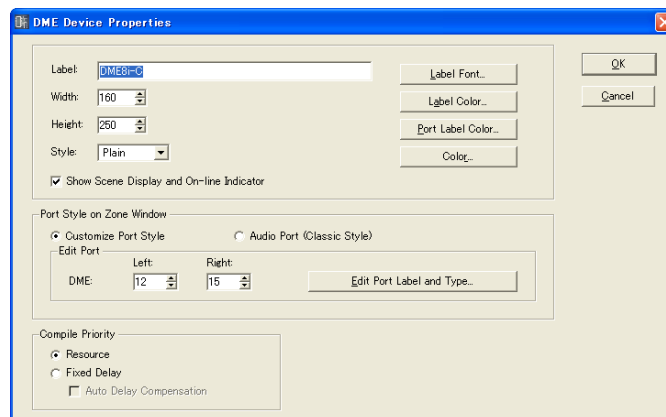 DME Device Properties
Label: DME8i-C Label Font... OK
Width: 160 Label Color... Cancel
Height: 250 Port Label Color...
Style: Plain Color...
Show Scene Display and On-line Indicator
Port Style on Zone Window
Customize Port Style Audio Port (Classic Style)
Edit Port
Left: Right:
DME: 12 15 Edit Port Label and Type...
Compile Priority
Resource
Fixed Delay
Auto Delay Compensation